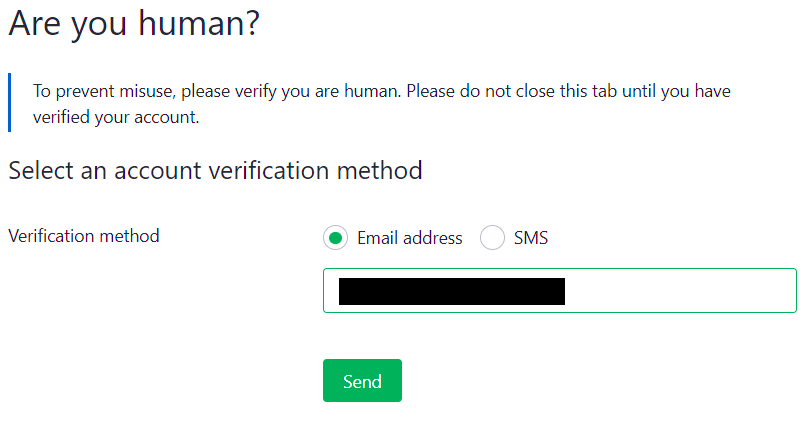 Are you human?
To prevent misuse, please verify you are human. Please do not close this tab until you have
verified your account.
Select an account verification method
Verification method
Email address
SMS
Send